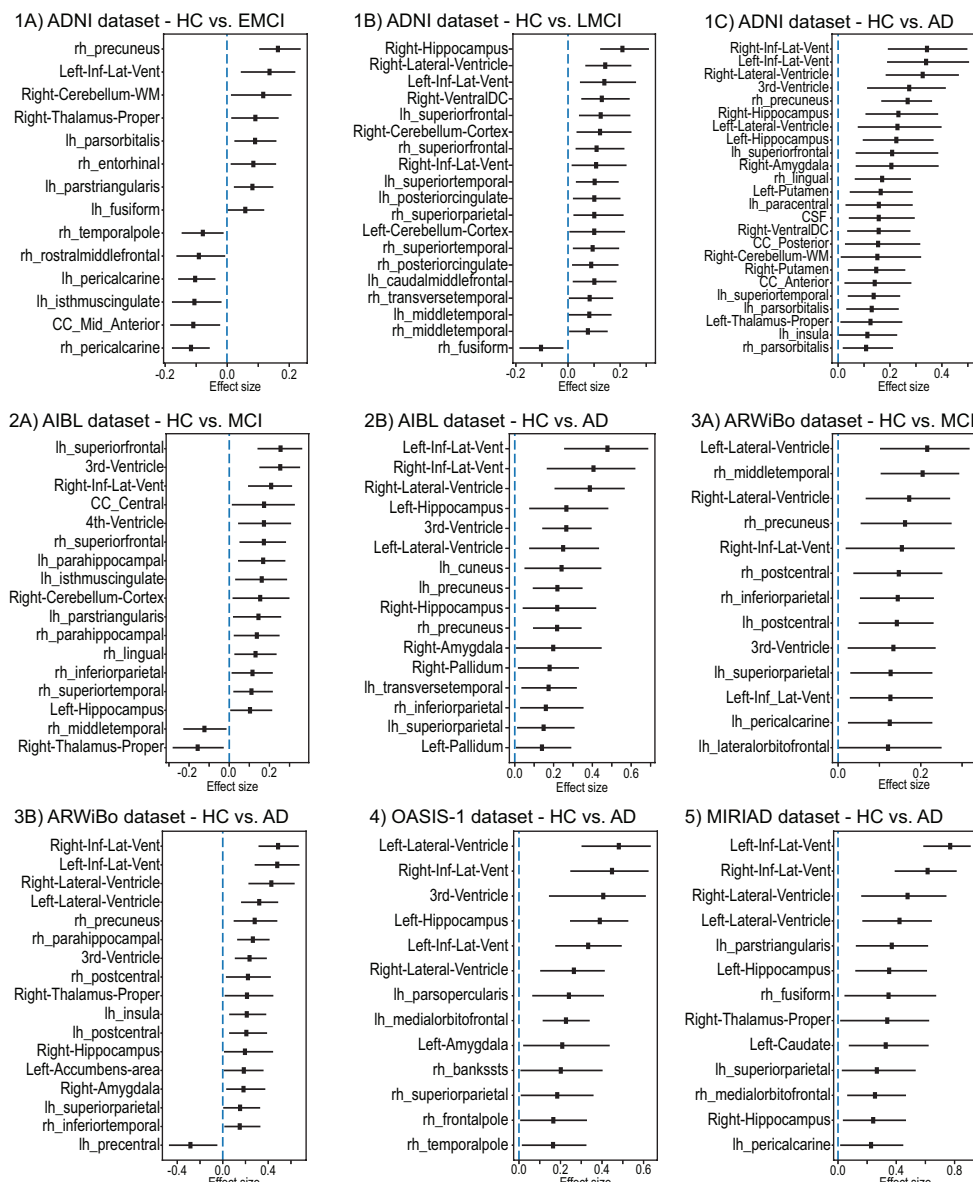 1A) ADNI dataset - HC vs. EMCI
rh_precuneus
Left-Inf-Lat-Vent
Right-Cerebellum-WM
Right-Thalamus-Proper
lh_parsorbitalis
rh_entorhinal
lh_parstriangularis
lh_fusiform
rh_temporalpole
rh_rostralmiddlefrontal
lh_pericalcarine
lh_isthmuscingulate
CC_Mid_Anterior
rh_pericalcarine
-0.2 0.0 0.2
Effect size
1B) ADNI dataset - HC vs. LMCI
Right-Hippocampus
Right-Lateral-Ventricle
Left-Inf-Lat-Vent
Right-VentralDC
lh_superiorfrontal
Right-Cerebellum-Cortex
rh_superiorfrontal
Right-Inf-Lat-Vent
lh_superiortemporal
lh_posteriorcingulate
rh_superiorparietal
Left-Cerebellum-Cortex
rh_superiortemporal
rh_posteriorcingulate
lh_caudalmiddlefrontal
rh_transversetemporal
lh_middletemporal
rh_middletemporal
rh_fusiform
-0.2 0.0 0.2
Effect size
1C) ADNI dataset - HC vs. AD
Right-Inf-Lat-Vent
Left-Inf-Lat-Vent
Right-Lateral-Ventricle
3rd-Ventricle
rh_precuneus
Right-Hippocampus
Left-Lateral-Ventricle
Left-Hippocampus
lh_superiorfrontal
Right-Amygdala
rh_lingual
Left-Putamen
lh_paracentral
CSF
Right-VentralDC
CC_Posterior
Right-Cerebellum-WM
Right-Putamen
CC_Anterior
lh_superiortemporal
lh_parsorbitalis
Left-Thalamus-Proper
lh_insula
rh_parsorbitalis
0.0 0.2 0.4
Effect size
2A) AIBL dataset - HC vs. MCI
lh_superiorfrontal
3rd-Ventricle
Right-Inf-Lat-Vent
CC_Central
4th-Ventricle
rh_superiorfrontal
lh_parahippocampal
lh_isthmuscingulate
Right-Cerebellum-Cortex
lh_parstriangularis
rh_parahippocampal
rh_lingual
rh_inferiorparietal
rh_superiortemporal
Left-Hippocampus
rh_middletemporal
Right-Thalamus-Proper
-0.2 0.0 0.2
Effect size
2B) AIBL dataset - HC vs. AD
Left-Inf-Lat-Vent
Right-Inf-Lat-Vent
Right-Lateral-Ventricle
Left-Hippocampus
3rd-Ventricle
Left-Lateral-Ventricle
lh_cuneus
lh_precuneus
Right-Hippocampus
rh_precuneus
Right-Amygdala
Right-Pallidum
lh_transversetemporal
rh_inferiorparietal
lh_superiorparietal
Left-Pallidum
0.0 0.2 0.4 0.6
Effect size
3A) ARWiBo dataset - HC vs. MCI
Left-Lateral-Ventricle
rh_middletemporal
Right-Lateral-Ventricle
rh_precuneus
Right-Inf-Lat-Vent
rh_postcentral
rh_inferiorparietal
lh_postcentral
3rd-Ventricle
lh_superiorparietal
Left-Inf_Lat-Vent
lh_pericalcarine
lh_lateralorbitofrontal
0.0 0.2
Effect size
3B) ARWiBo dataset - HC vs. AD
Right-Inf-Lat-Vent
Left-Inf-Lat-Vent
Right-Lateral-Ventricle
Left-Lateral-Ventricle
rh_precuneus
rh_parahippocampal
3rd-Ventricle
rh_postcentral
Right-Thalamus-Proper
lh_insula
lh_postcentral
Right-Hippocampus
Left-Accumbens-area
Right-Amygdala
lh_superiorparietal
rh_inferiortemporal
lh_precentral
-0.4 0.0 0.4
Effect size
4) OASIS-1 dataset - HC vs. AD
Left-Lateral-Ventricle
Right-Inf-Lat-Vent
3rd-Ventricle
Left-Hippocampus
Left-Inf-Lat-Vent
Right-Lateral-Ventricle
lh_parsopercularis
lh_medialorbitofrontal
Left-Amygdala
rh_bankssts
rh_superiorparietal
rh_frontalpole
rh_temporalpole
0.0 0.2 0.4 0.6
Effect size
5) MIRIAD dataset - HC vs. AD
Left-Inf-Lat-Vent
Right-Inf-Lat-Vent
Right-Lateral-Ventricle
Left-Lateral-Ventricle
lh_parstriangularis
Left-Hippocampus
rh_fusiform
Right-Thalamus-Proper
Left-Caudate
lh_superiorparietal
rh_medialorbitofrontal
Right-Hippocampus
lh_pericalcarine
0.0 0.4 0.8
Effect size